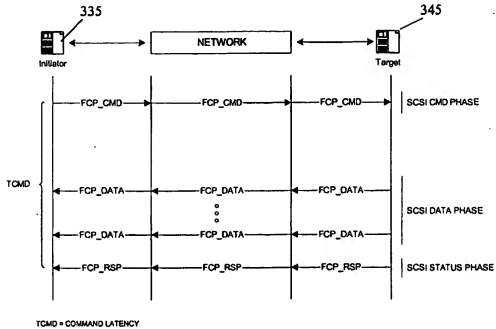 335
345
NETWORK
Initiator
Target
FCP_CMD FCP_CMD FCP_CMD SCSI CMD PHASE
TCMD
FCP_DATA FCP_DATA FCP_DATA
SCSI DATA PHASE
FCP_DATA FCP_DATA FCP_DATA
FCP_RSP FCP_RSP FCP_RSP SCSI STATUS PHASE
TCMD = COMMAND LATENCY